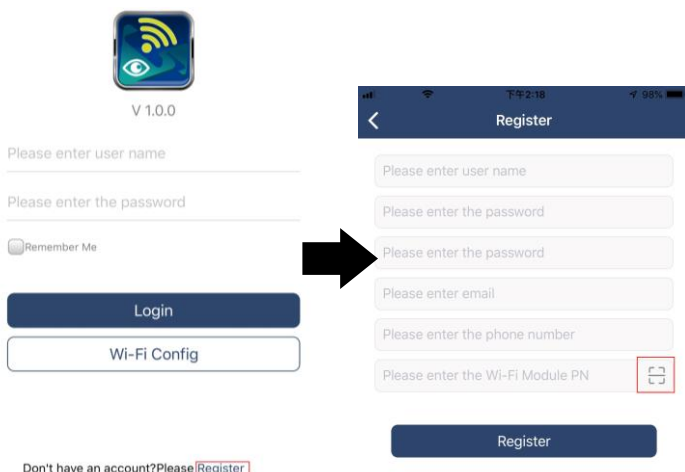 V 1.0.0
Please enter user name
Please enter the password
Remember Me
Login
Wi-Fi Config
Don't have an account?Please Register
下午2:18
98%
Register
Please enter user name
Please enter the password
Please enter the password
Please enter email
Please enter the phone number
Please enter the Wi-Fi Module PN
Register